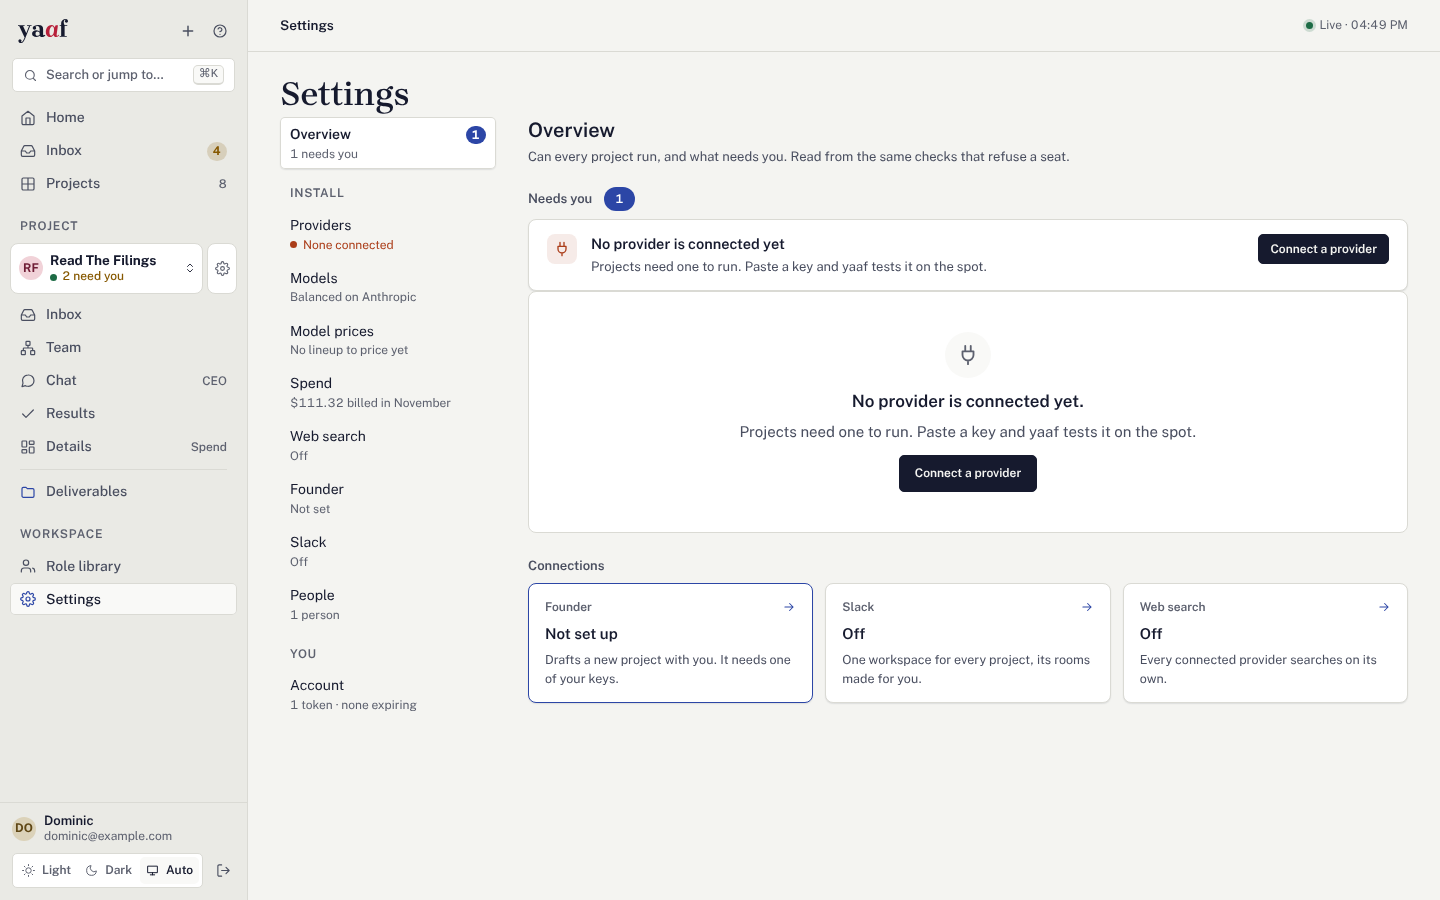 yaaf
Search or jump to...
⌘K
Home
Inbox
4
Projects
8
PROJECT
RF
Read The Filings
2 need you
Inbox
Team
Chat
CEO
Results
Details
Spend
Deliverables
WORKSPACE
Role library
Settings
DO
Dominic
dominic@example.com
Light
Dark
Auto
Settings
Live · 04:49 PM
Settings
Overview
1
1 needs you
INSTALL
Providers
None connected
Models
Balanced on Anthropic
Model prices
No lineup to price yet
Spend
$111.32 billed in November
Web search
Off
Founder
Not set
Slack
Off
People
1 person
YOU
Account
1 token · none expiring
Overview
Can every project run, and what needs you. Read from the same checks that refuse a seat.
Needs you
1
No provider is connected yet
Projects need one to run. Paste a key and yaaf tests it on the spot.
Connect a provider
No provider is connected yet.
Projects need one to run. Paste a key and yaaf tests it on the spot.
Connect a provider
Connections
Founder
Not set up
Drafts a new project with you. It needs one
of your keys.
Slack
Off
One workspace for every project, its rooms
made for you.
Web search
Off
Every connected provider searches on its
own.